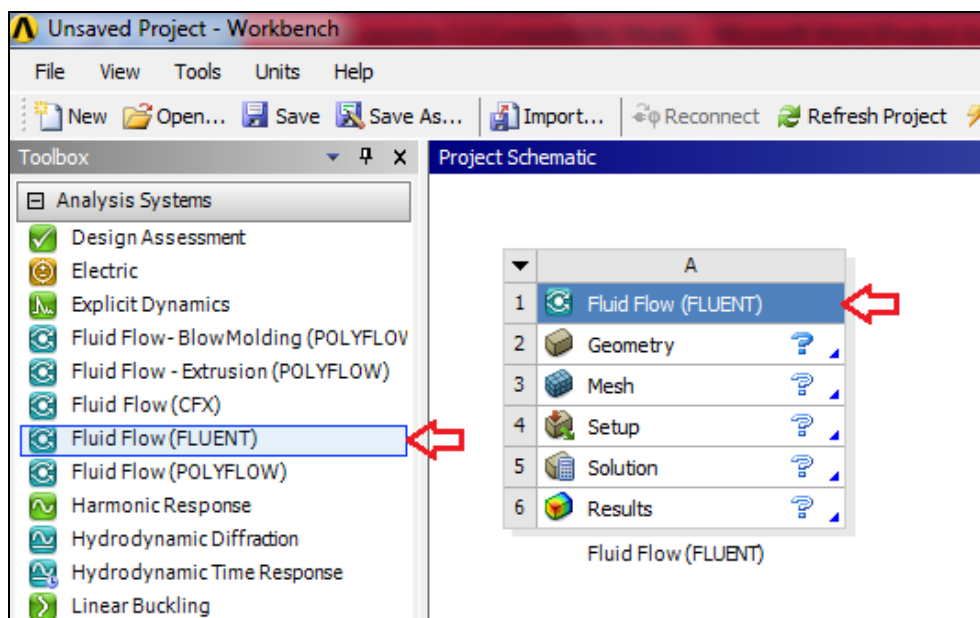 Unsaved Project - Workbench
File View Tools Units Help
New Open... Save Save As... Import... Reconnect Refresh Project
Toolbox
Project Schematic
Analysis Systems
Design Assessment
Electric
Explicit Dynamics
Fluid Flow - BlowMolding (POLYFLOW
Fluid Flow - Extrusion (POLYFLOW)
Fluid Flow (CFX)
Fluid Flow (FLUENT)
Fluid Flow (POLYFLOW)
Harmonic Response
Hydrodynamic Diffraction
Hydrodynamic Time Response
Linear Buckling
A
1 Fluid Flow (FLUENT)
2 Geometry ?
3 Mesh ?
4 Setup ?
5 Solution ?
6 Results ?
Fluid Flow (FLUENT)